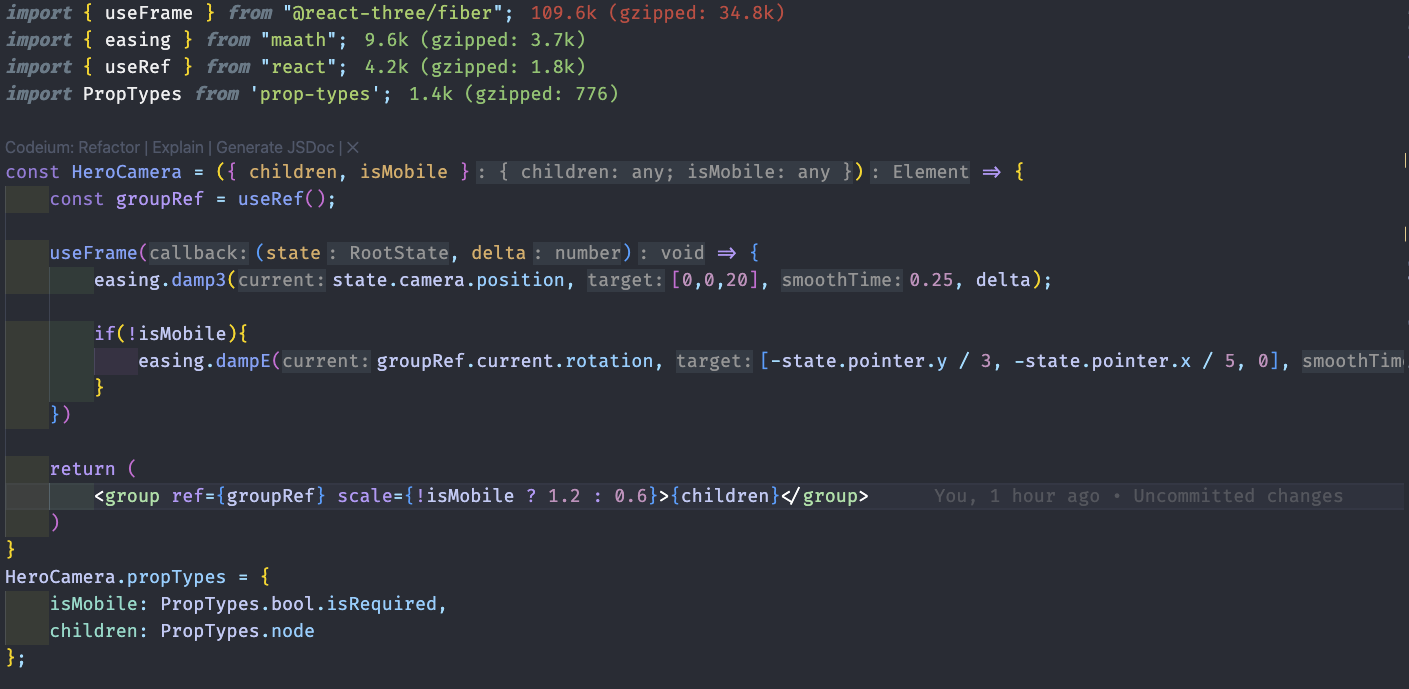 import { useFrame } from "@react-three/fiber"; 109.6k (gzipped: 34.8k)
import { easing } from "maath"; 9.6k (gzipped: 3.7k)
import { useRef } from "react"; 4.2k (gzipped: 1.8k)
import PropTypes from 'prop-types'; 1.4k (gzipped: 776)
Codeium: Refactor | Explain | Generate JSDoc | ×
const HeroCamera = ({ children, isMobile }: { children: any; isMobile: any }): Element => {
const groupRef = useRef();
useFrame(callback: (state: RootState, delta: number): void => {
easing.damp3(current: state.camera.position, target: [0,0,20], smoothTime: 0.25, delta);
if(!isMobile){
easing.dampE(current: groupRef.current.rotation, target: [-state.pointer.y / 3, -state.pointer.x / 5, 0], smoothTim
}
})
return (
<group ref={groupRef} scale={!isMobile ? 1.2 : 0.6}>{children}</group> You, 1 hour ago • Uncommitted changes
)
}
HeroCamera.propTypes = {
isMobile: PropTypes.bool.isRequired,
children: PropTypes.node
};